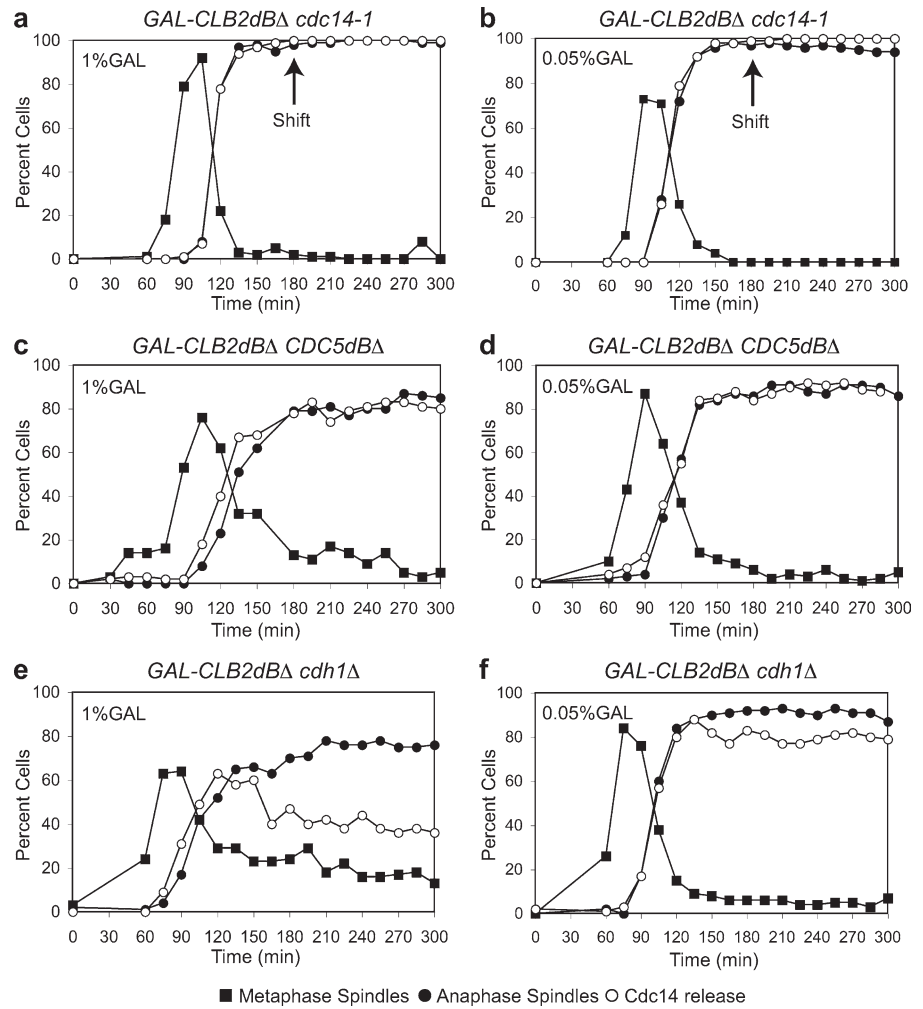 a GAL-CLB2dBΔ cdc14-1
1%GAL
Shift
Percent Cells
100
80
60
40
20
0
0 30 60 90 120 150 180 210 240 270 300
Time (min)
b GAL-CLB2dBΔ cdc14-1
0.05%GAL
Shift
Percent Cells
100
80
60
40
20
0
0 30 60 90 120 150 180 210 240 270 300
Time (min)
c GAL-CLB2dBΔ CDC5dBΔ
1%GAL
Percent Cells
100
80
60
40
20
0
0 30 60 90 120 150 180 210 240 270 300
Time (min)
d GAL-CLB2dBΔ CDC5dBΔ
0.05%GAL
Percent Cells
100
80
60
40
20
0
0 30 60 90 120 150 180 210 240 270 300
Time (min)
e GAL-CLB2dBΔ cdh1Δ
1%GAL
Percent Cells
100
80
60
40
20
0
0 30 60 90 120 150 180 210 240 270 300
Time (min)
f GAL-CLB2dBΔ cdh1Δ
0.05%GAL
Percent Cells
100
80
60
40
20
0
0 30 60 90 120 150 180 210 240 270 300
Time (min)
Metaphase Spindles Anaphase Spindles Cdc14 release